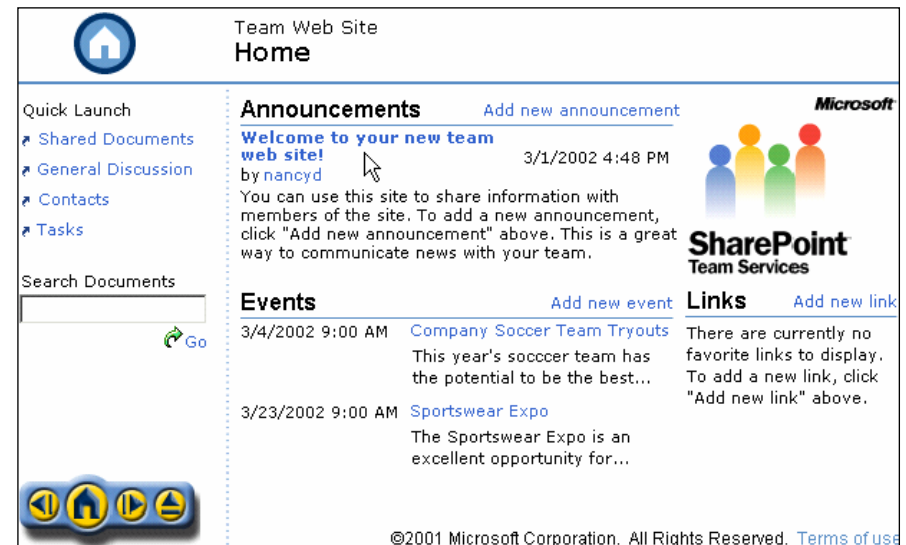 Team Web Site
Home
Quick Launch
Shared Documents
General Discussion
Contacts
Tasks
Search Documents
Go
Announcements Add new announcement
Welcome to your new team
web site! 3/1/2002 4:48 PM
by nancyd
You can use this site to share information with
members of the site. To add a new announcement,
click "Add new announcement" above. This is a great
way to communicate news with your team.
Microsoft
SharePoint
Team Services
Events Add new event
3/4/2002 9:00 AM Company Soccer Team Tryouts
This year's socccer team has
the potential to be the best...
3/23/2002 9:00 AM Sportswear Expo
The Sportswear Expo is an
excellent opportunity for...
Links Add new link
There are currently no
favorite links to display.
To add a new link, click
"Add new link" above.
©2001 Microsoft Corporation. All Rights Reserved. Terms of use